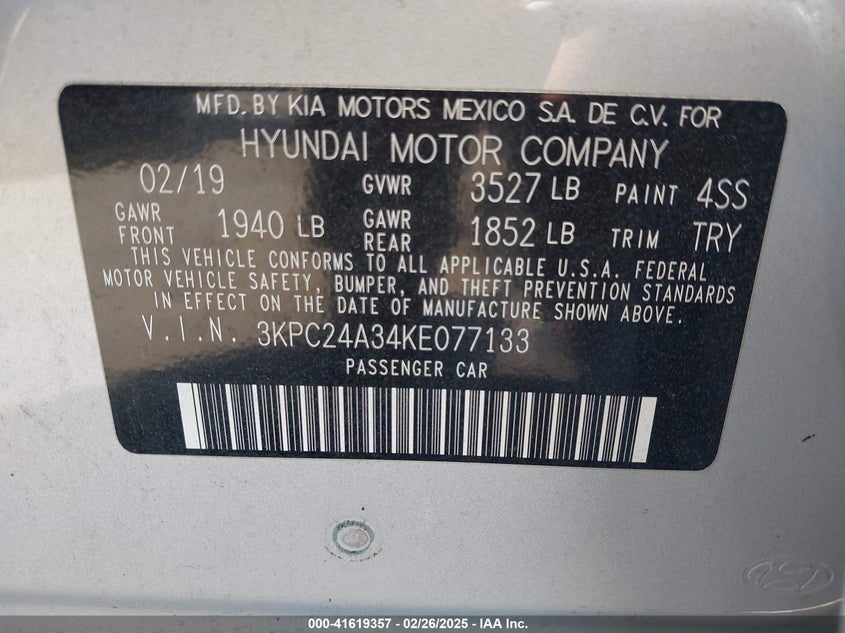 MFD. BY KIA MOTORS MEXICO S.A. DE C.V. FOR
HYUNDAI MOTOR COMPANY
02/19 GVWR 3527 LB PAINT 4SS
GAWR FRONT 1940 LB GAWR REAR 1852 LB TRIM TRY
THIS VEHICLE CONFORMS TO ALL APPLICABLE U.S.A. FEDERAL
MOTOR VEHICLE SAFETY, BUMPER, AND THEFT PREVENTION STANDARDS
IN EFFECT ON THE DATE OF MANUFACTURE SHOWN ABOVE.
V.I.N. 3KPC24A34KE077133
PASSENGER CAR
000-41619357 - 02/26/2025 - IAA Inc.